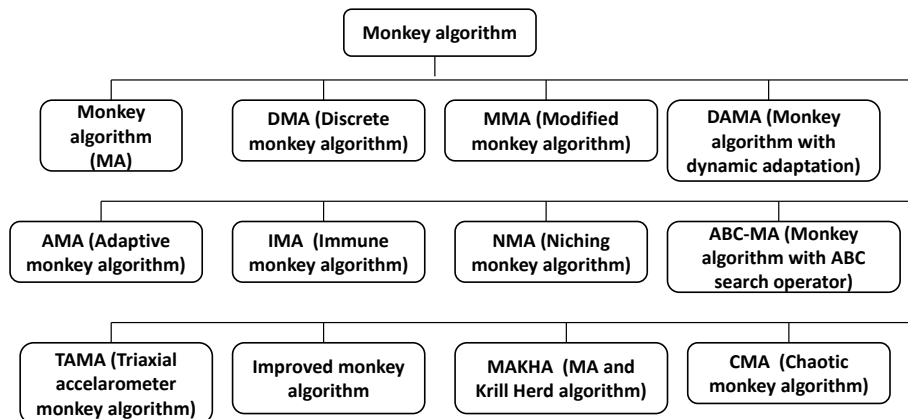 Monkey algorithm
Monkey
algorithm
(MA)
DMA (Discrete
monkey algorithm)
MMA (Modified
monkey algorithm)
DAMA (Monkey
algorithm with
dynamic adaptation)
AMA (Adaptive
monkey algorithm)
IMA (Immune
monkey algorithm)
NMA (Niching
monkey algorithm)
ABC-MA (Monkey
algorithm with ABC
search operator)
TAMA (Triaxial
accelarometer
monkey algorithm)
Improved monkey
algorithm
MAKHA (MA and
Krill Herd algorithm)
CMA (Chaotic
monkey algorithm)